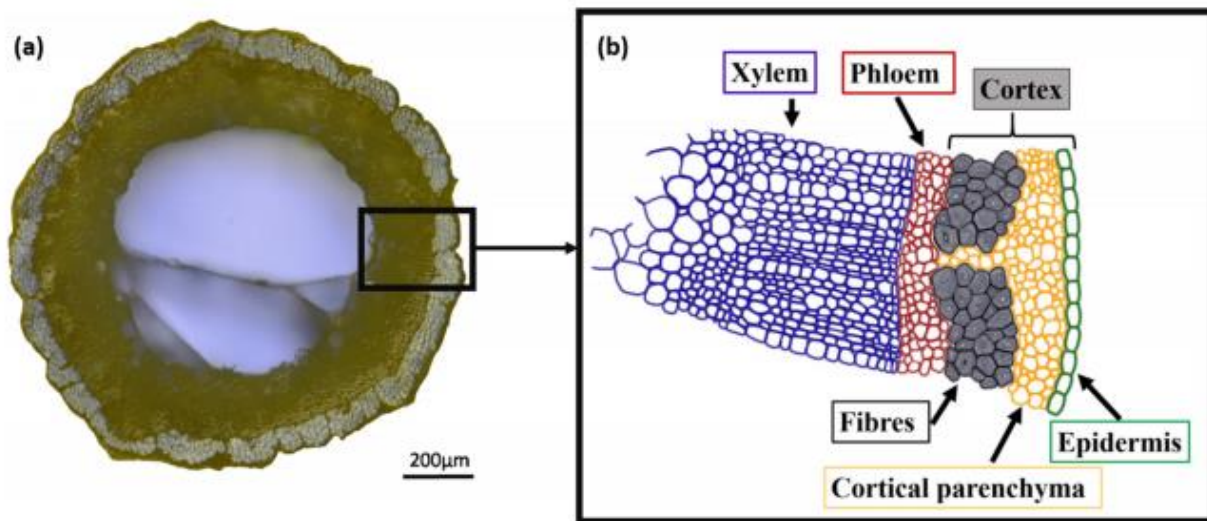 (a)
200μm
(b)
Xylem
Phloem
Cortex
Fibres
Cortical parenchyma
Epidermis